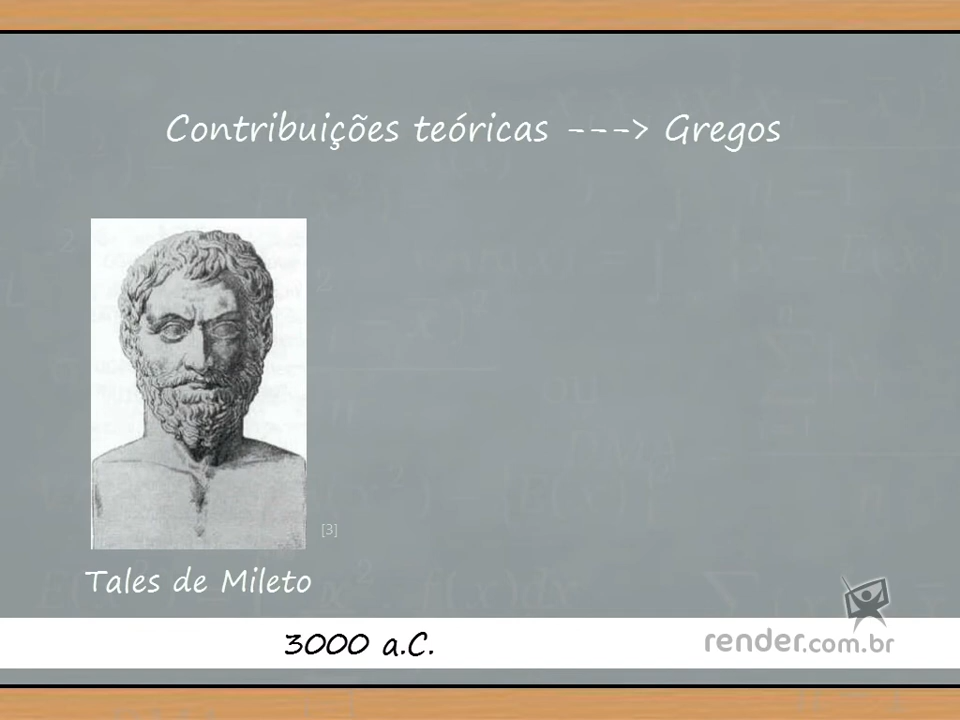 Contribuições teóricas ---> Gregos
[3]
Tales de Mileto
3000 a.C.
render.com.br